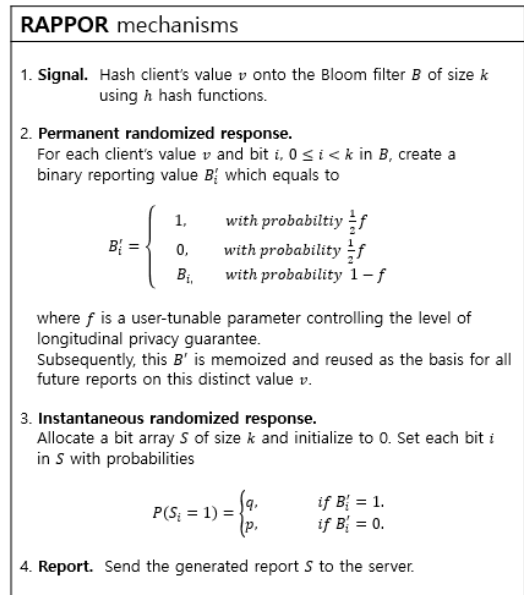 RAPPOR mechanisms
1. Signal. Hash client's value v onto the Bloom filter B of size k
using h hash functions.
2. Permanent randomized response.
For each client's value v and bit i, 0 ≤ i < k in B, create a
binary reporting value B′ᵢ which equals to
B′ᵢ = { 1, with probabiltiy ½f
0, with probability ½f
Bᵢ, with probability 1 − f
where f is a user-tunable parameter controlling the level of
longitudinal privacy guarantee.
Subsequently, this B′ is memoized and reused as the basis for all
future reports on this distinct value v.
3. Instantaneous randomized response.
Allocate a bit array S of size k and initialize to 0. Set each bit i
in S with probabilities
P(Sᵢ = 1) = { q, if B′ᵢ = 1.
p, if B′ᵢ = 0.
4. Report. Send the generated report S to the server.